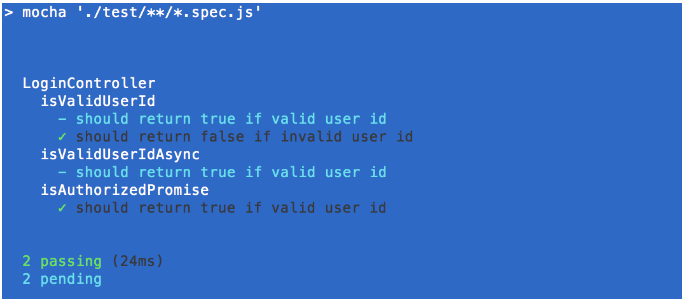 > mocha './test/**/*.spec.js'
LoginController
isValidUserId
- should return true if valid user id
✓ should return false if invalid user id
isValidUserIdAsync
- should return true if valid user id
isAuthorizedPromise
✓ should return true if valid user id
2 passing (24ms)
2 pending